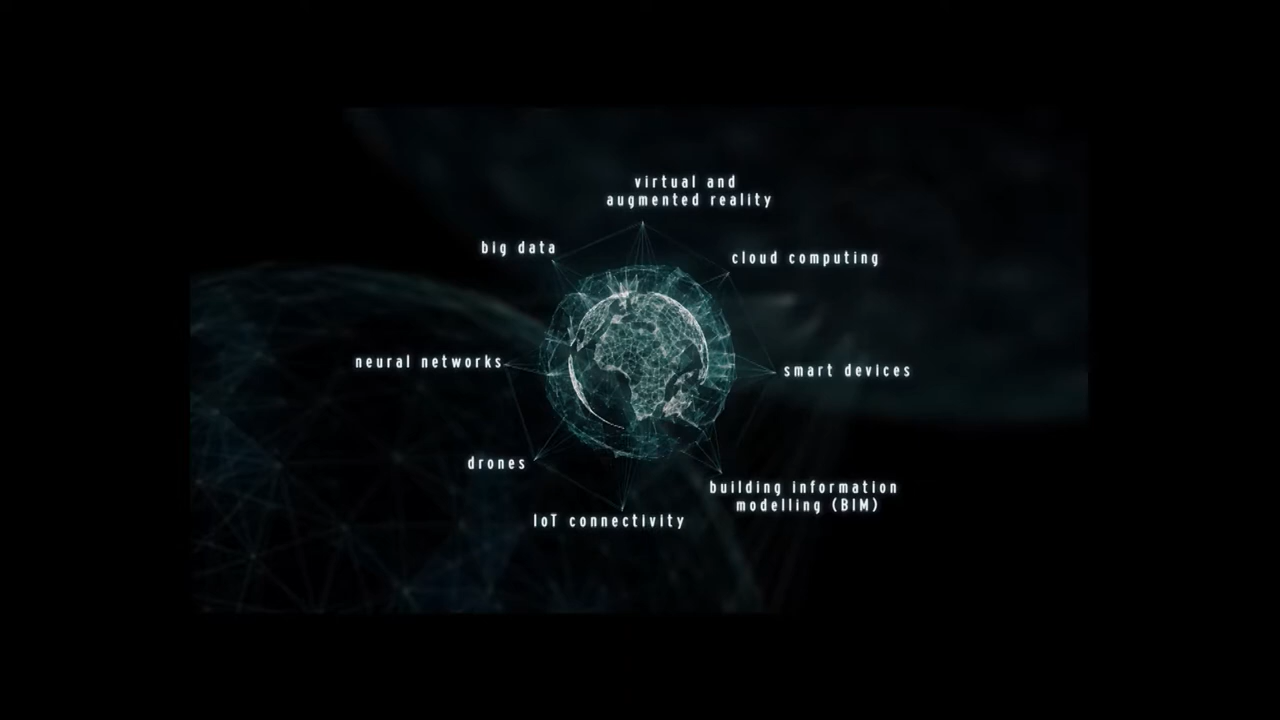 virtual and
augmented reality
big data
cloud computing
neural networks
smart devices
drones
building information
modelling (BIM)
IoT connectivity